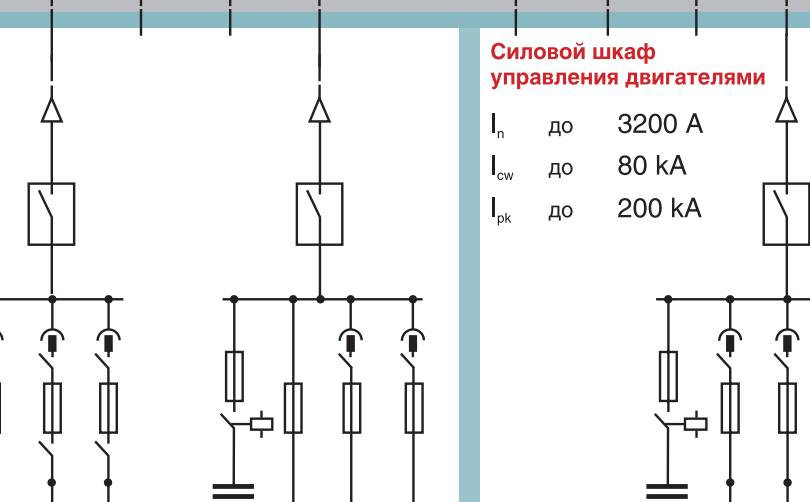 Силовой шкаф
управления двигателями
In до 3200 A
Icw до 80 kA
Ipk до 200 kA